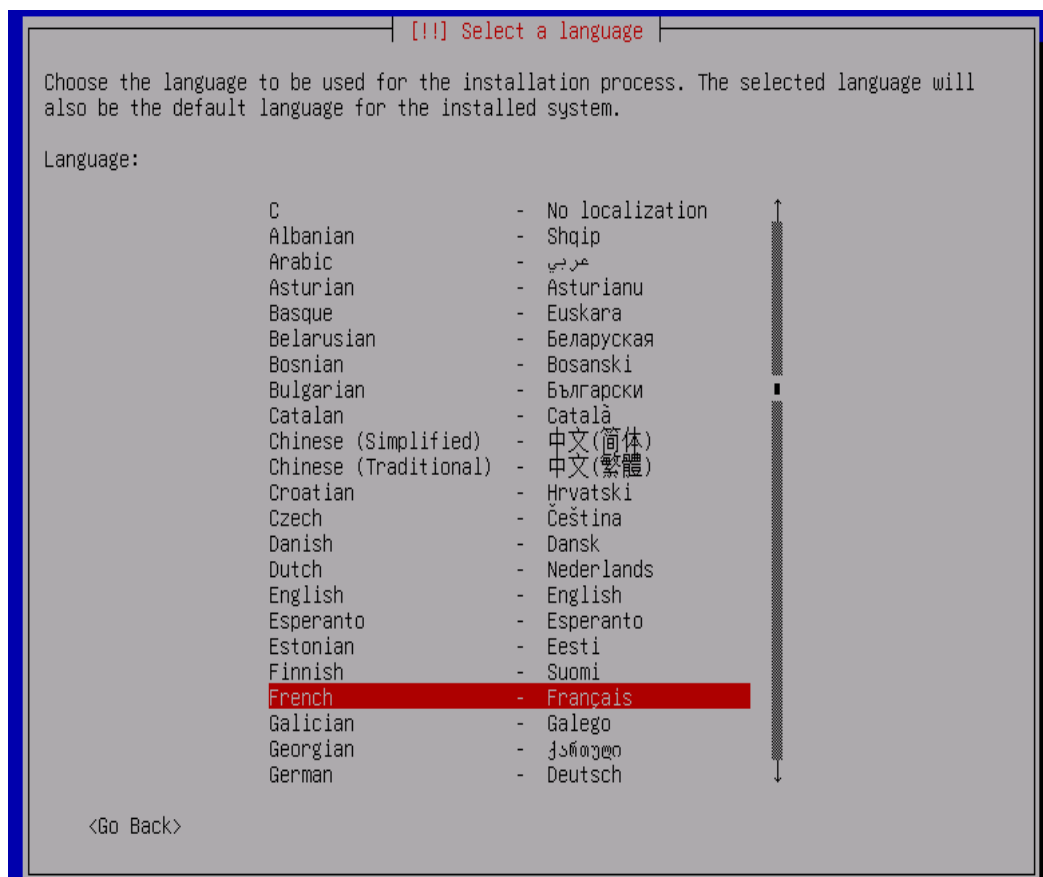 [!!] Select a language
Choose the language to be used for the installation process. The selected language will
also be the default language for the installed system.
Language:
C - No localization
Albanian - Shqip
Arabic - عربي
Asturian - Asturianu
Basque - Euskara
Belarusian - Беларуская
Bosnian - Bosanski
Bulgarian - Български
Catalan - Català
Chinese (Simplified) - 中文(简体)
Chinese (Traditional) - 中文(繁體)
Croatian - Hrvatski
Czech - Čeština
Danish - Dansk
Dutch - Nederlands
English - English
Esperanto - Esperanto
Estonian - Eesti
Finnish - Suomi
French - Français
Galician - Galego
Georgian - ქართული
German - Deutsch
<Go Back>